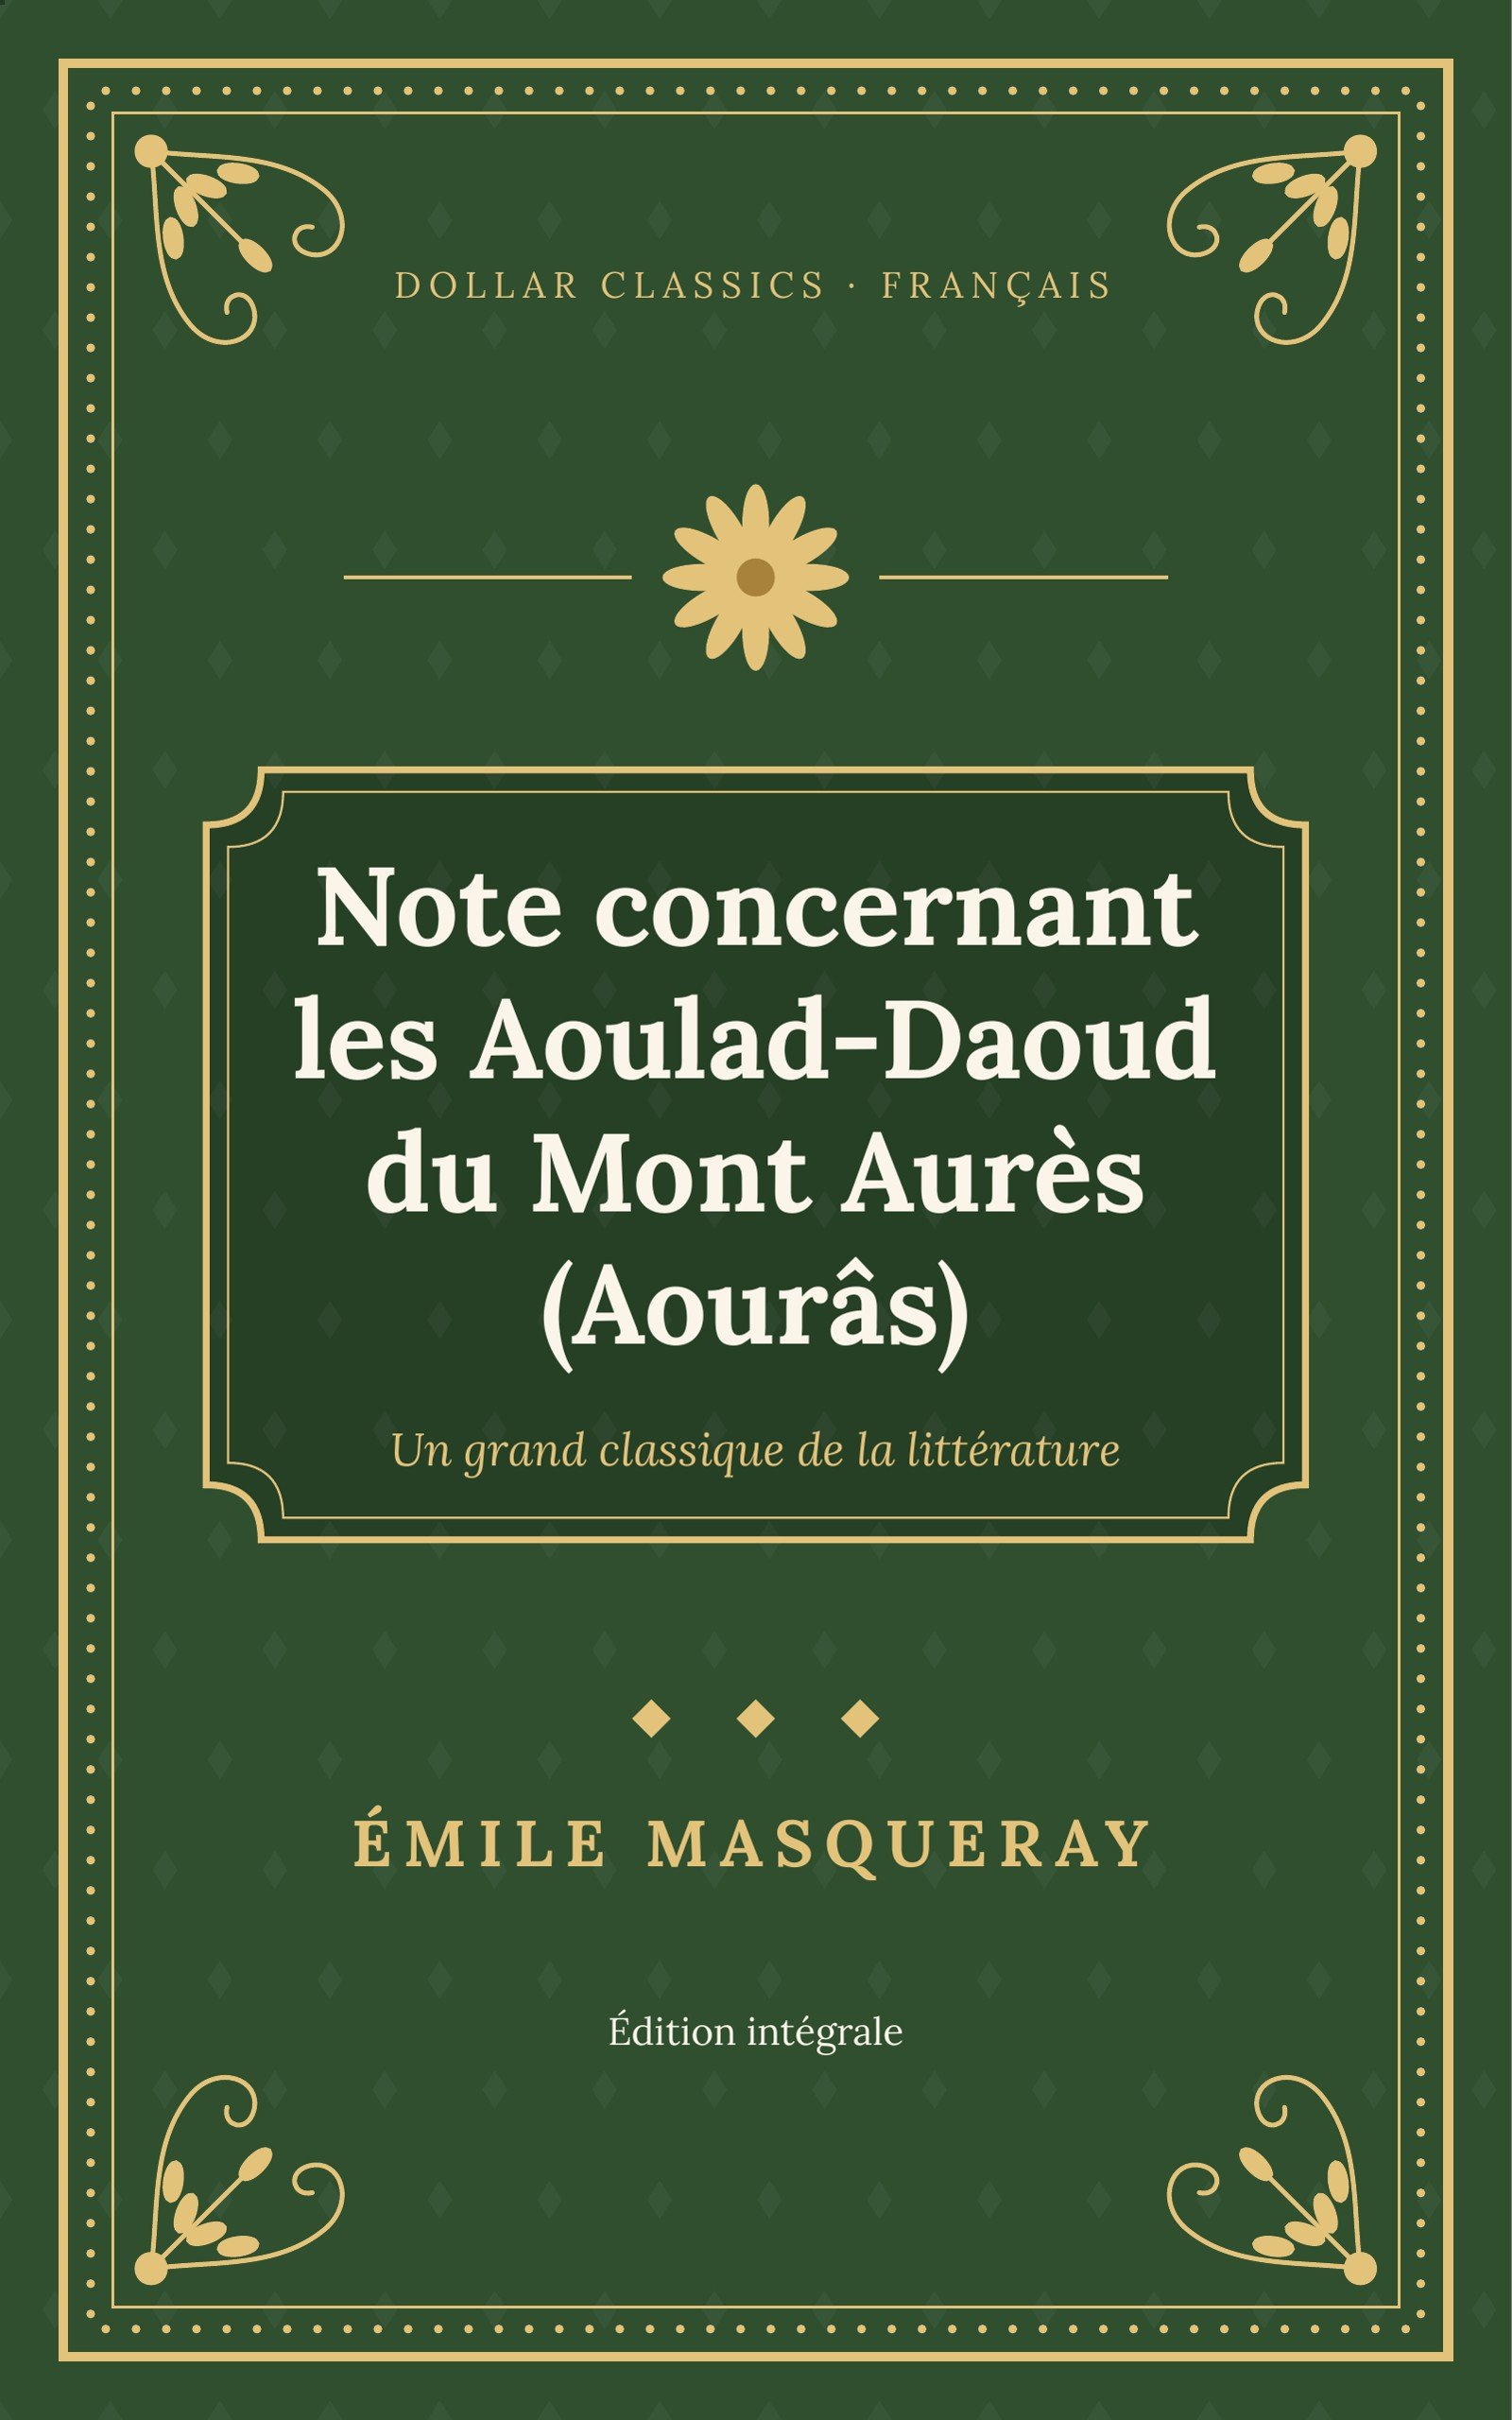 DOLLAR CLASSICS · FRANÇAIS
Note concernant
les Aoulad-Daoud
du Mont Aurès
(Aourâs)
Un grand classique de la littérature
ÉMILE MASQUERAY
Édition intégrale